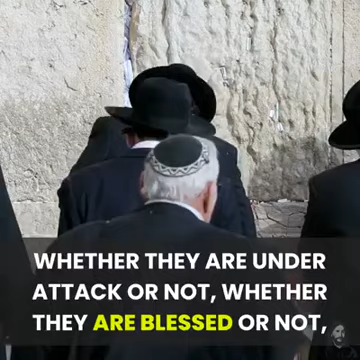 WHETHER THEY ARE UNDER
ATTACK OR NOT, WHETHER
THEY ARE BLESSED OR NOT,